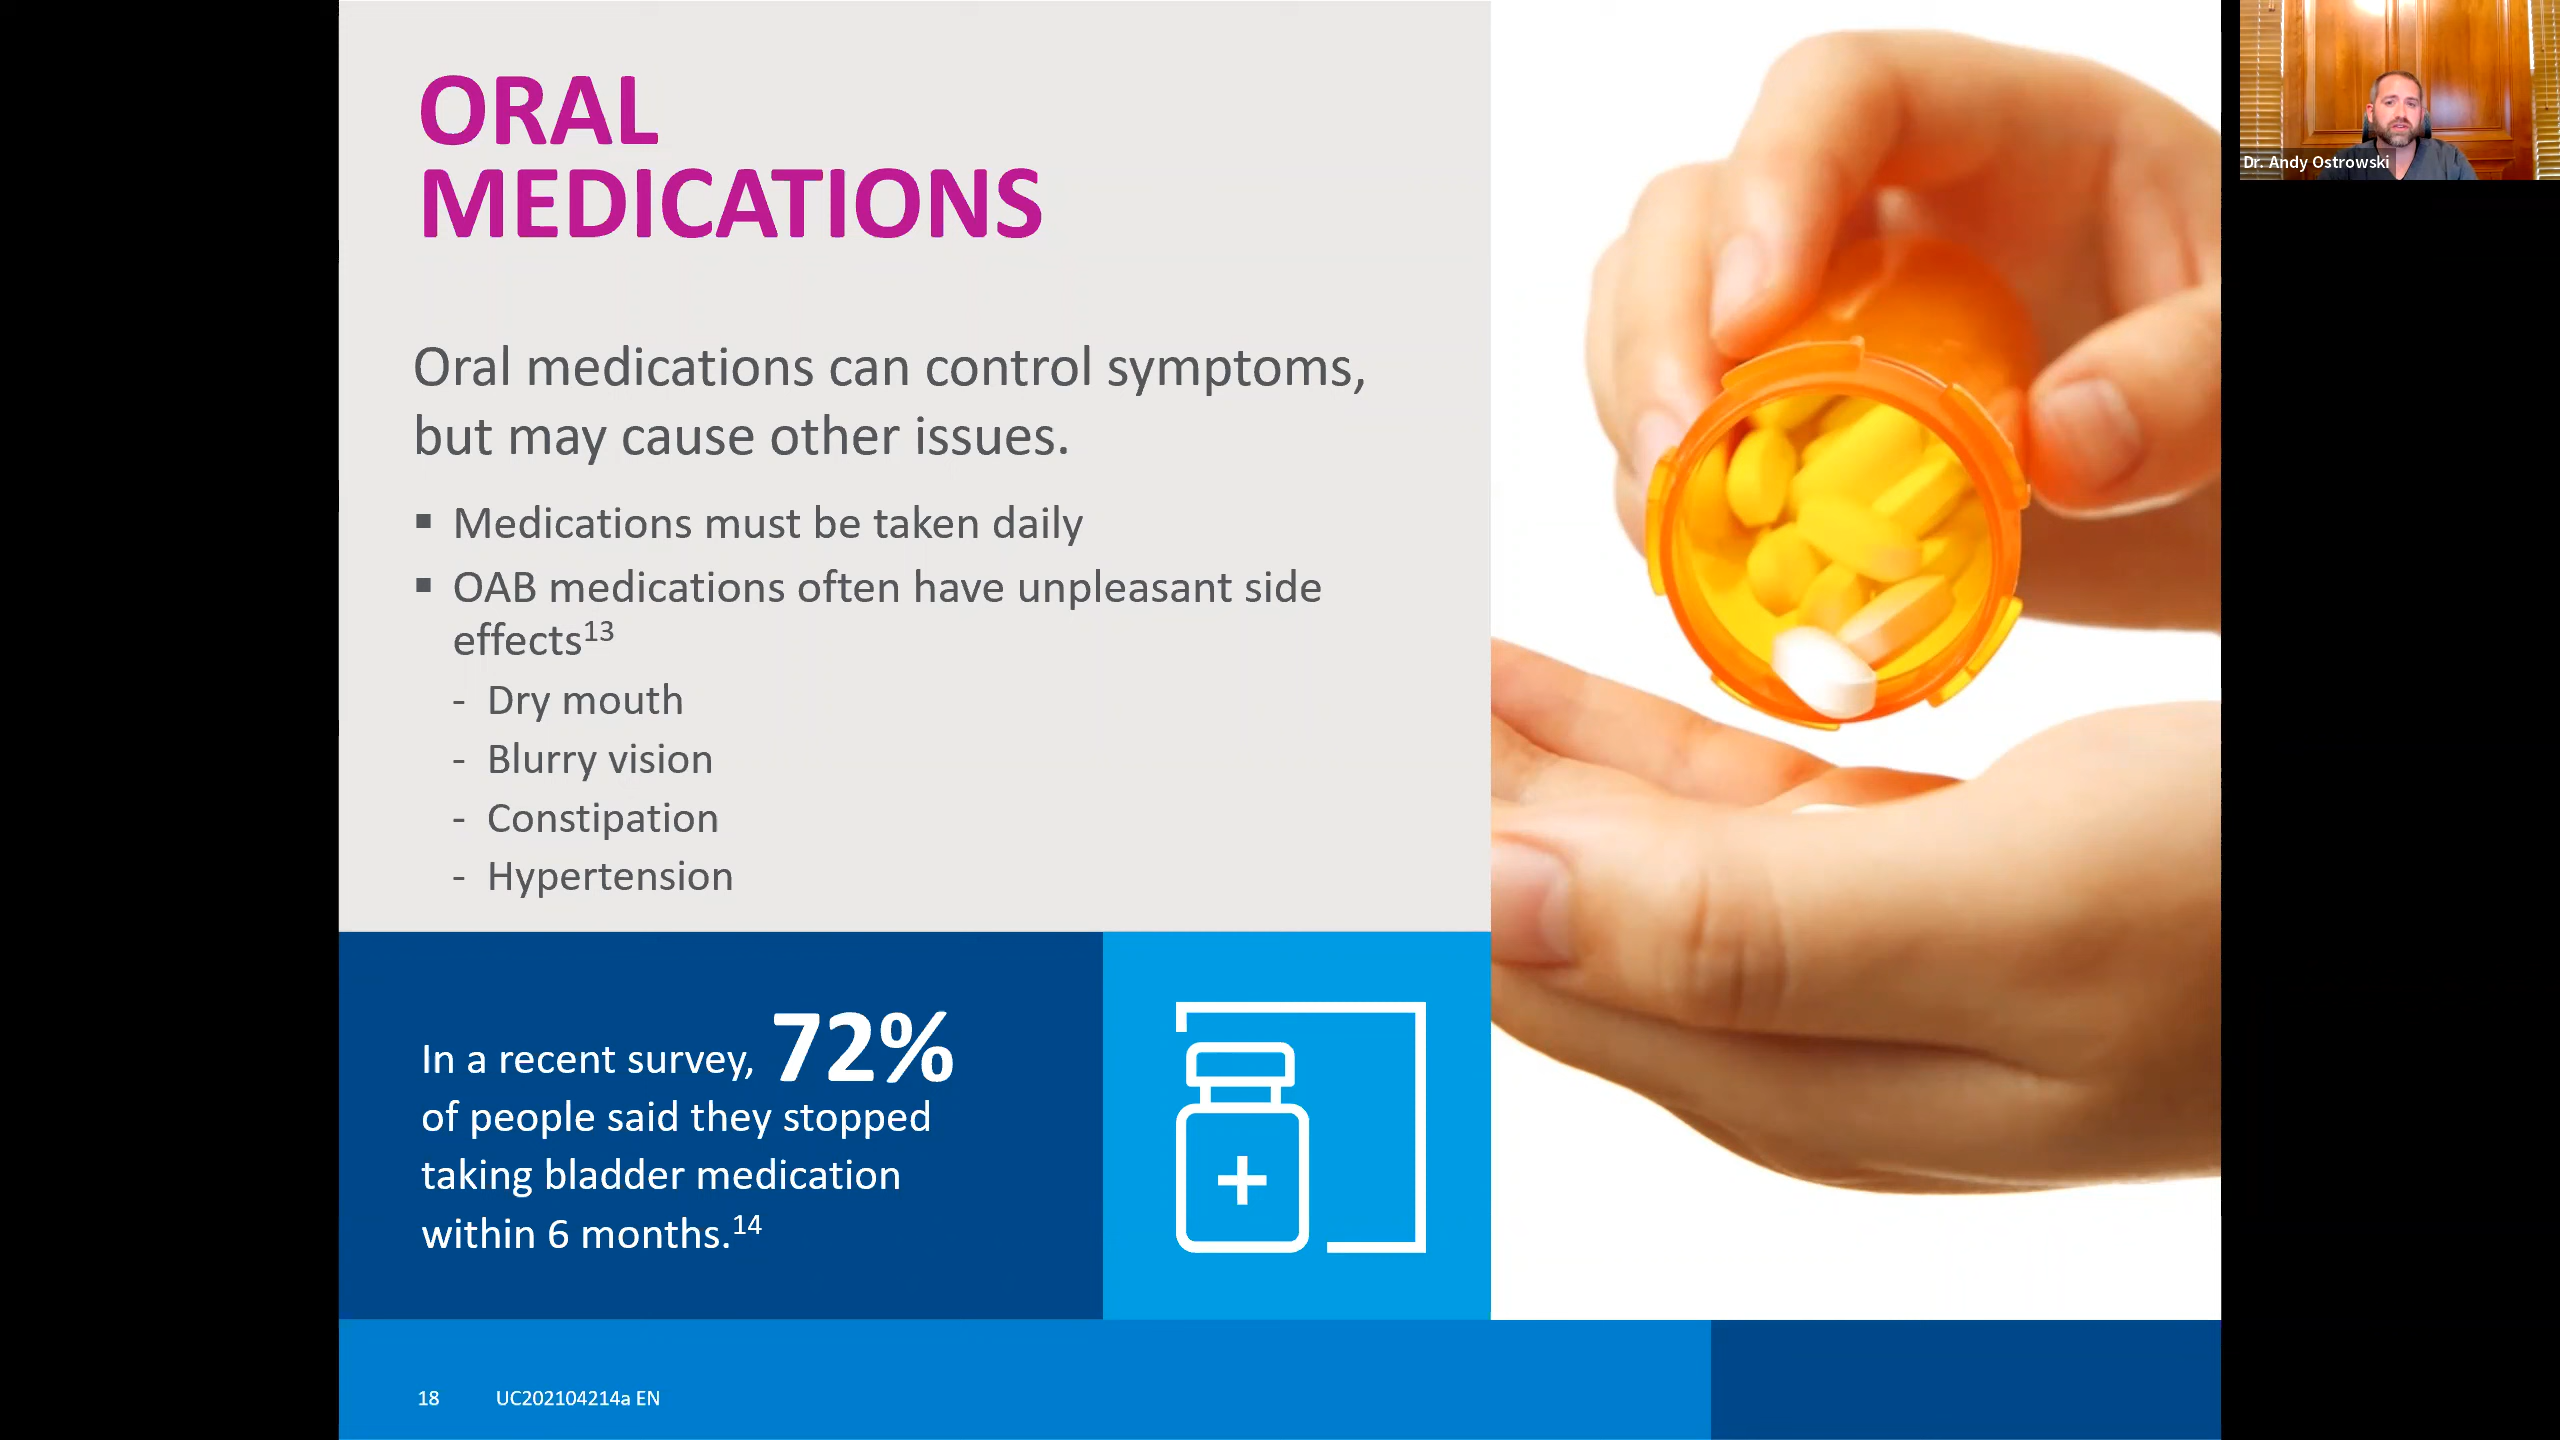 ORAL
MEDICATIONS
Oral medications can control symptoms,
but may cause other issues.
▪ Medications must be taken daily
▪ OAB medications often have unpleasant side
effects¹³
- Dry mouth
- Blurry vision
- Constipation
- Hypertension
In a recent survey, 72%
of people said they stopped
taking bladder medication
within 6 months.¹⁴
18 UC202104214a EN
Dr. Andy Ostrowski